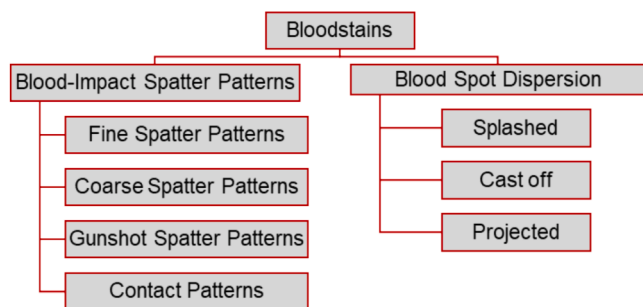 Bloodstains
Blood-Impact Spatter Patterns
Fine Spatter Patterns
Coarse Spatter Patterns
Gunshot Spatter Patterns
Contact Patterns
Blood Spot Dispersion
Splashed
Cast off
Projected